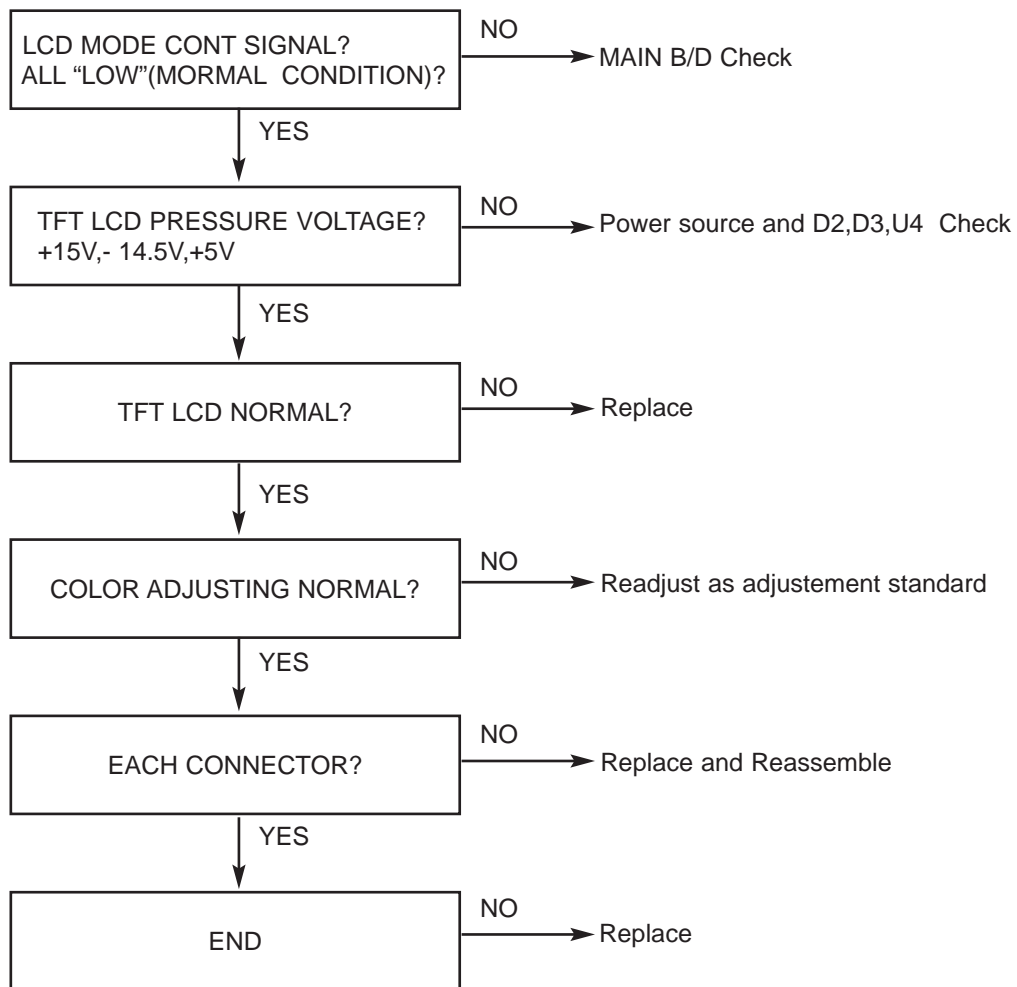 LCD MODE CONT SIGNAL?
ALL “LOW”(MORMAL CONDITION)?
NO
MAIN B/D Check
YES
TFT LCD PRESSURE VOLTAGE?
+15V,- 14.5V,+5V
NO
Power source and D2,D3,U4 Check
YES
TFT LCD NORMAL?
NO
Replace
YES
COLOR ADJUSTING NORMAL?
NO
Readjust as adjustement standard
YES
EACH CONNECTOR?
NO
Replace and Reassemble
YES
END
NO
Replace